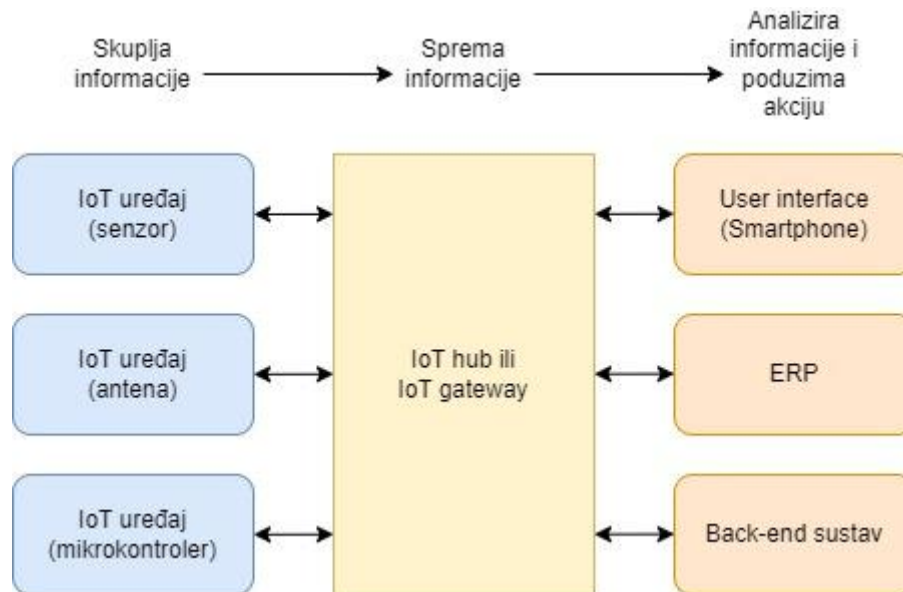 Skuplja
informacije
Sprema
informacije
Analizira
informacije i
poduzima
akciju
IoT uređaj
(senzor)
User interface
(Smartphone)
IoT uređaj
(antena)
IoT hub ili
IoT gateway
ERP
IoT uređaj
(mikrokontroler)
Back-end sustav